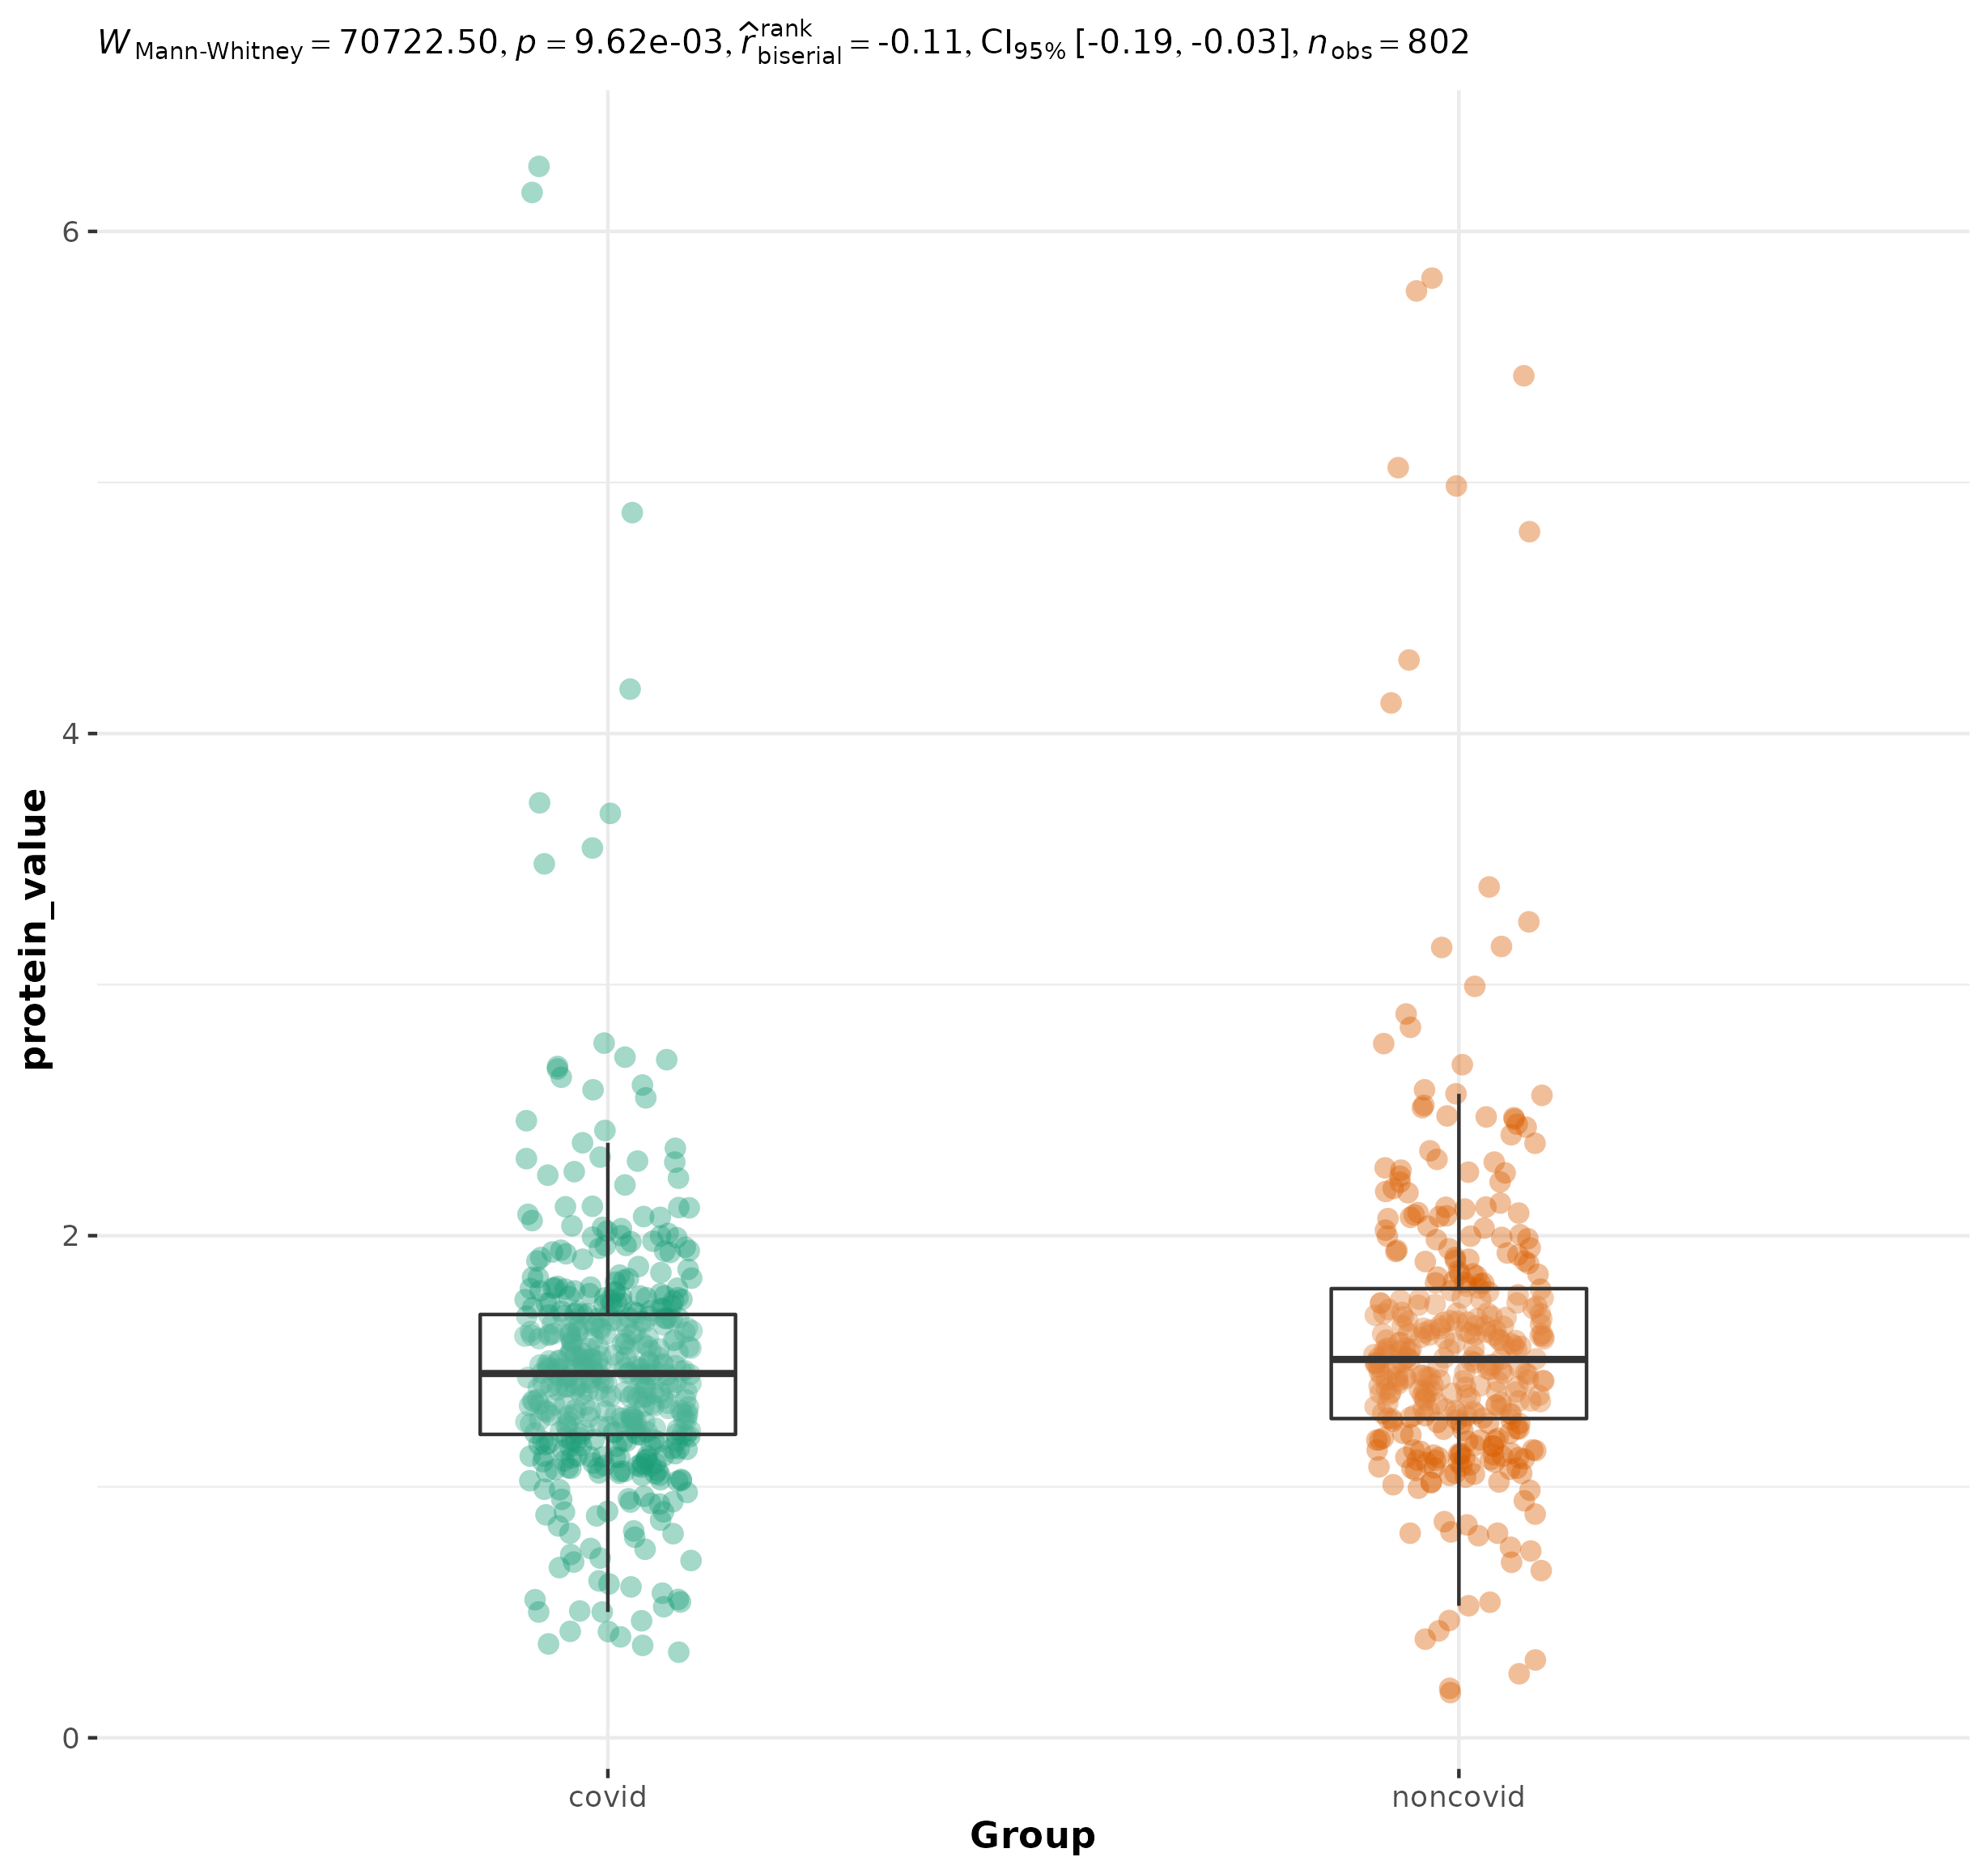 W Mann-Whitney = 70722.50, p = 9.62e-03, r̂ rank biserial = -0.11, CI95% [-0.19, -0.03], nobs = 802
6
4
2
0
protein_value
covid noncovid
Group